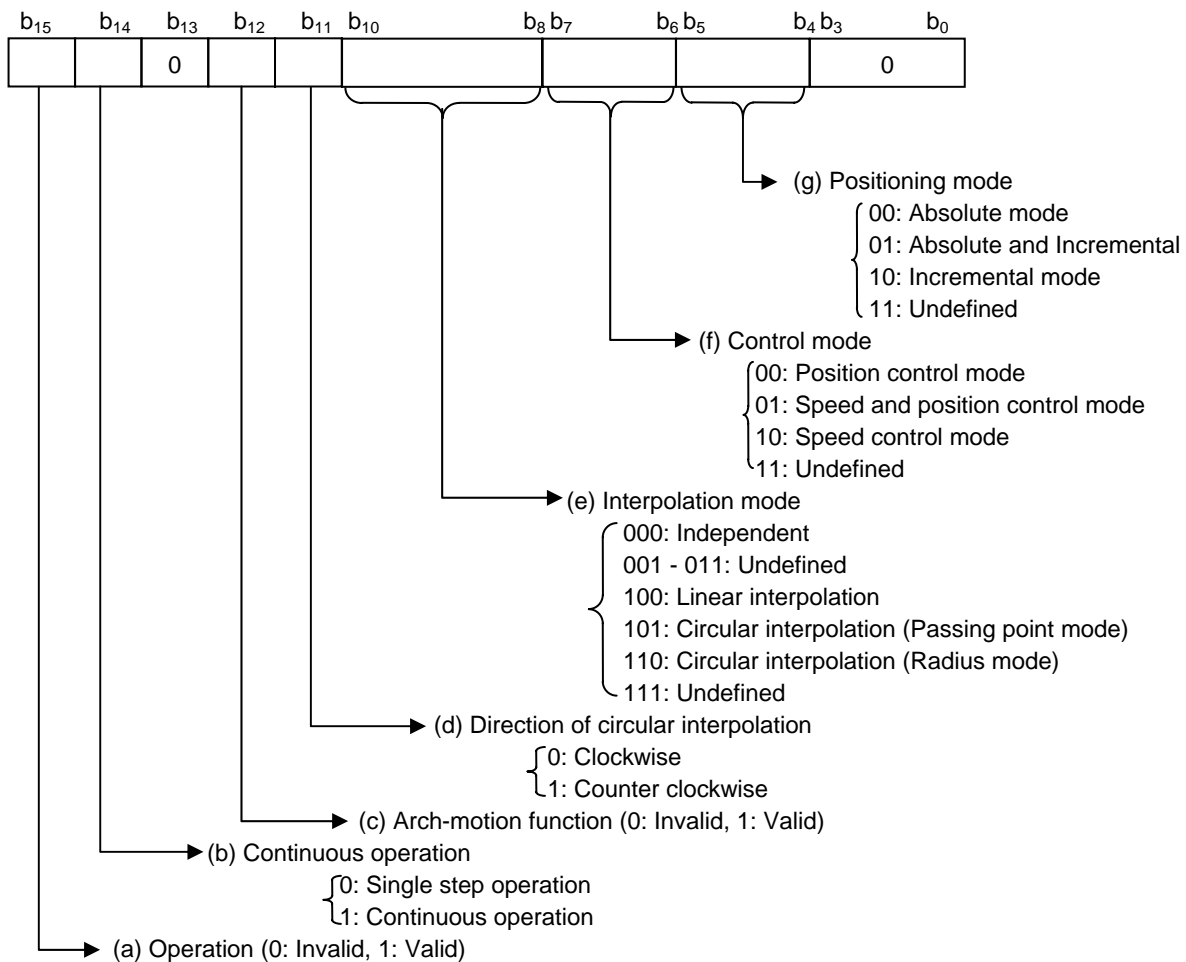 b15 b14 b13 b12 b11 b10 b8 b7 b6 b5 b4 b3 b0
0 0
(g) Positioning mode
00: Absolute mode
01: Absolute and Incremental
10: Incremental mode
11: Undefined
(f) Control mode
00: Position control mode
01: Speed and position control mode
10: Speed control mode
11: Undefined
(e) Interpolation mode
000: Independent
001 - 011: Undefined
100: Linear interpolation
101: Circular interpolation (Passing point mode)
110: Circular interpolation (Radius mode)
111: Undefined
(d) Direction of circular interpolation
0: Clockwise
1: Counter clockwise
(c) Arch-motion function (0: Invalid, 1: Valid)
(b) Continuous operation
0: Single step operation
1: Continuous operation
(a) Operation (0: Invalid, 1: Valid)